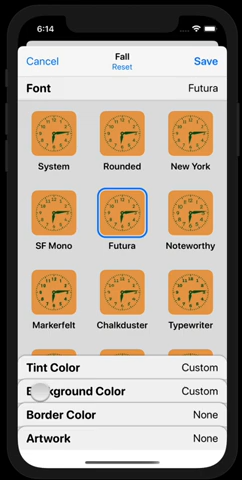 6:14
Cancel Fall Save
Reset
Font Futura
System Rounded New York
SF Mono Futura Noteworthy
Markerfelt Chalkduster Typewriter
Tint Color Custom
Background Color Custom
Border Color None
Artwork None